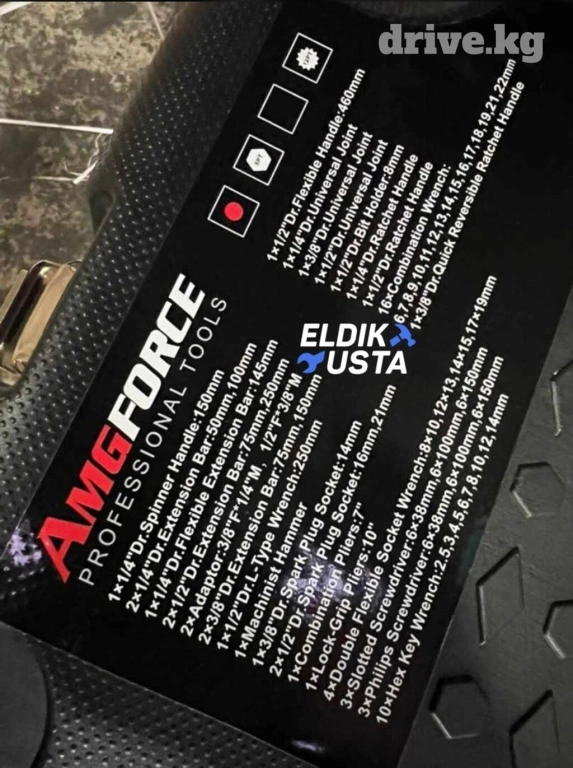 drive.kg
AMGFORCE
PROFESSIONAL TOOLS
1×1/4"Dr.Spinner Handle:150mm
2×1/4"Dr.Extension Bar:50mm,100mm
1×1/4"Dr.Flexible Extension Bar:145mm
2×1/2"Dr.Extension Bar:75mm,250mm
2×Adaptor:3/8"F*1/4"M, 1/2"F*3/8"M
2×3/8"Dr.Extension Bar:75mm,150mm
1×1/2"Dr.L-Type Wrench:250mm
1×Machinist Hammer
1×3/8"Dr. Spark Plug Socket:14mm
2×1/2"Dr. Spark Plug Socket:16mm,21mm
1×Combination Plies:7"
1×Lock-Grip Pliers:10"
4×Double Flexible Socket Wrench:8×10,12×13,14×15,17×19mm
3×Slotted Screwdriver:6×38mm,6×100mm,6×150mm
3×Phillips Screwdriver:6×38mm,6×100mm,6×150mm
10×Hex Key Wrench:2.5,3,4,5,6,7,8,10,12,14mm
1×1/2"Dr.Flexible Handle:460mm
1×1/4"Dr.Universal Joint
1×3/8"Dr.Universal Joint
1×1/2"Dr.Universal Joint
1×1/2"Dr.Bit Holder:8mm
1×1/4"Dr.Ratchet Handle
1×1/2"Dr.Ratchet Handle
16×Combination Wrench:
6,7,8,9,10,11,12,13,14,15,16,17,18,19,21,22mm
1×3/8"Dr.Quick Reversible Ratchet Handle
ELDIK
USTA